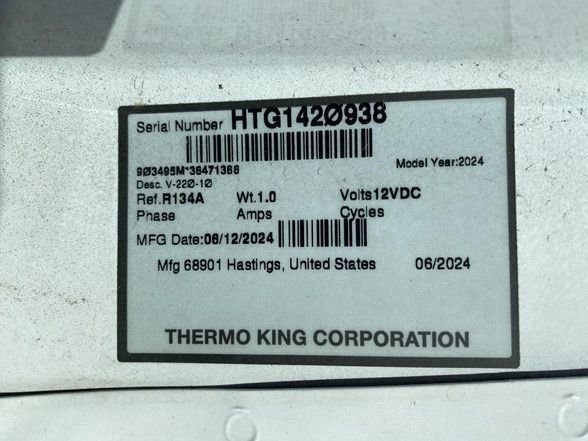 Serial Number HTG142Ø938
9Ø3495M*36471366
Model Year:2024
Desc. V-22Ø-1Ø
Ref.R134A Wt.1.0 Volts12VDC
Phase Amps Cycles
MFG Date:06/12/2024
Mfg 68901 Hastings, United States 06/2024
THERMO KING CORPORATION